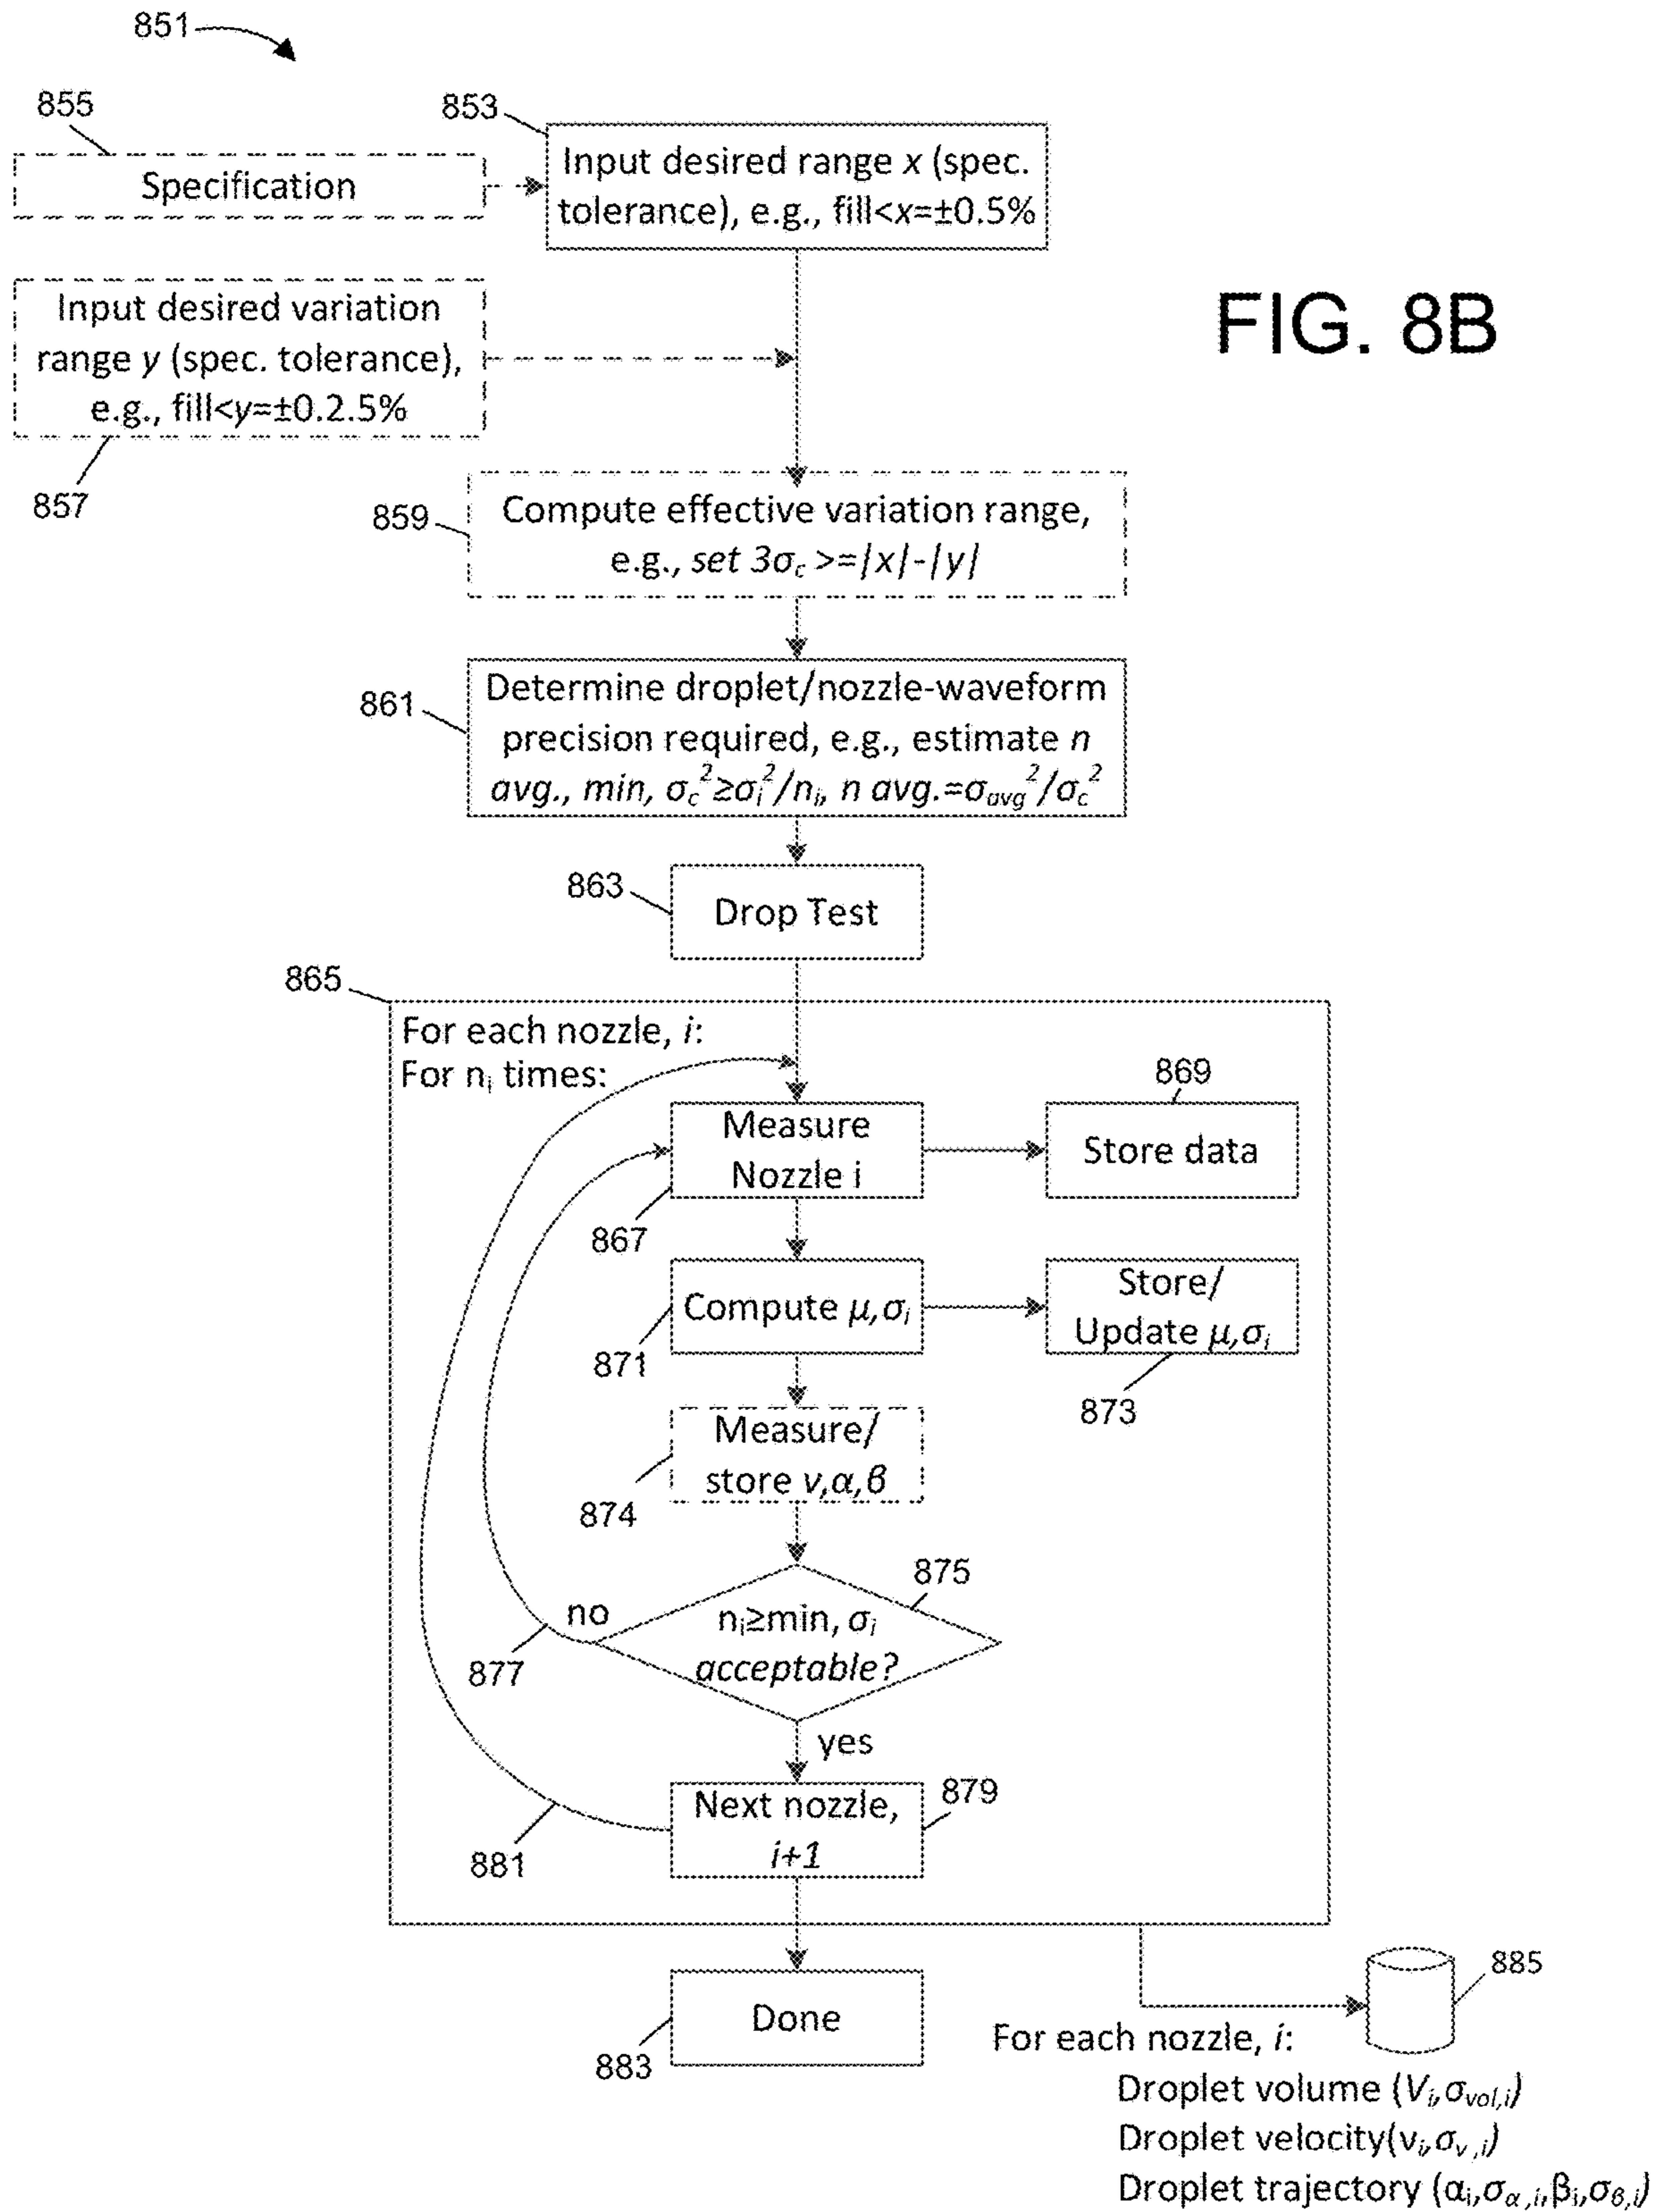 851
855
853
Specification
Input desired range x (spec.
tolerance), e.g., fill<x=±0.5%
Input desired variation
range y (spec. tolerance),
e.g., fill<y=±0.2.5%
857
FIG. 8B
859
Compute effective variation range,
e.g., set 3σc >=|x|-|y|
861
Determine droplet/nozzle-waveform
precision required, e.g., estimate n
avg., min, σc²≥σi²/ni, n avg.=σavg²/σc²
863
Drop Test
865
For each nozzle, i:
For ni times:
Measure
Nozzle i
867
869
Store data
Compute μ,σi
871
Store/
Update μ,σi
873
Measure/
store v,α,β
874
875
ni≥min, σi
acceptable?
no
877
yes
Next nozzle,
i+1
879
881
Done
883
885
For each nozzle, i:
Droplet volume (Vi,σvol,i)
Droplet velocity(vi,σv,i)
Droplet trajectory (αi,σα,i,βi,σβ,i)